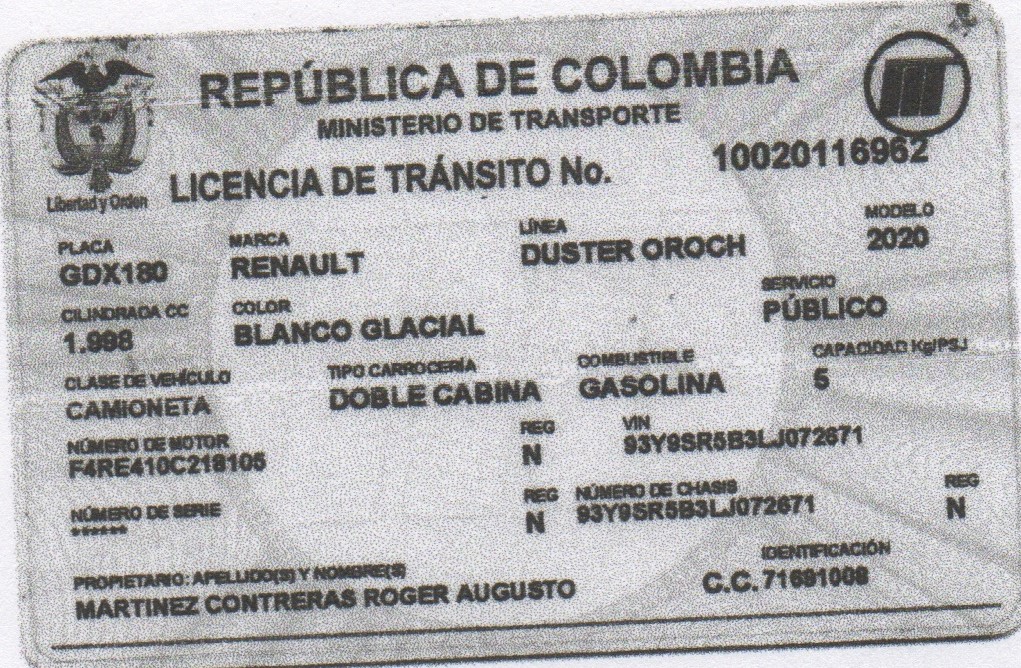 REPÚBLICA DE COLOMBIA
MINISTERIO DE TRANSPORTE
Libertad y Orden
LICENCIA DE TRÁNSITO No. 10020116962
PLACA MARCA LÍNEA MODELO
GDX180 RENAULT DUSTER OROCH 2020
CILINDRADA CC COLOR SERVICIO
1.998 BLANCO GLACIAL PÚBLICO
CLASE DE VEHÍCULO TIPO CARROCERÍA COMBUSTIBLE CAPACIDAD Kg/PSJ
CAMIONETA DOBLE CABINA GASOLINA 5
NÚMERO DE MOTOR REG VIN
F4RE410C218105 N 93Y9SR5B3LJ072671
NÚMERO DE SERIE REG NÚMERO DE CHASIS REG
****** N 93Y9SR5B3LJ072671 N
PROPIETARIO: APELLIDO(S) Y NOMBRE(S) IDENTIFICACIÓN
MARTINEZ CONTRERAS ROGER AUGUSTO C.C. 71691008